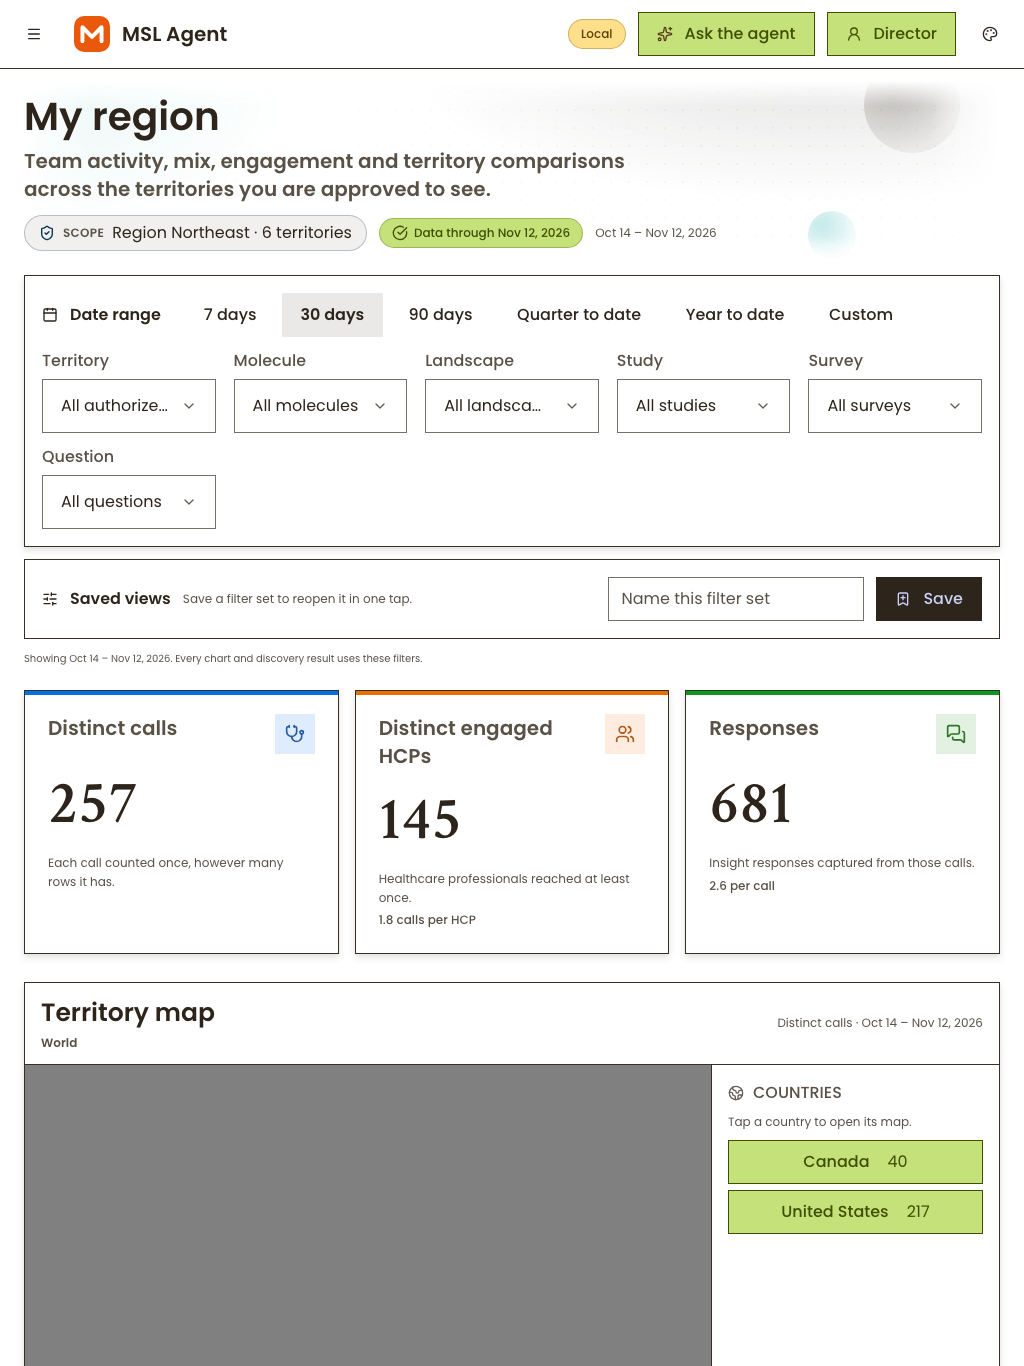 MSL Agent
Local
Ask the agent
Director
My region
Team activity, mix, engagement and territory comparisons
across the territories you are approved to see.
SCOPE Region Northeast · 6 territories
Data through Nov 12, 2026
Oct 14 – Nov 12, 2026
Date range
7 days
30 days
90 days
Quarter to date
Year to date
Custom
Territory
Molecule
Landscape
Study
Survey
All authorize...
All molecules
All landsca...
All studies
All surveys
Question
All questions
Saved views
Save a filter set to reopen it in one tap.
Name this filter set
Save
Showing Oct 14 – Nov 12, 2026. Every chart and discovery result uses these filters.
Distinct calls
257
Each call counted once, however many
rows it has.
Distinct engaged
HCPs
145
Healthcare professionals reached at least
once.
1.8 calls per HCP
Responses
681
Insight responses captured from those calls.
2.6 per call
Territory map
World
Distinct calls · Oct 14 – Nov 12, 2026
COUNTRIES
Tap a country to open its map.
Canada 40
United States 217